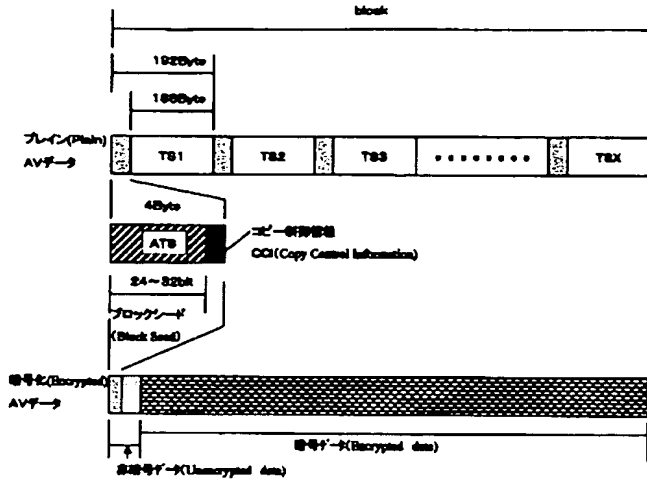 block
192Byte
188Byte
プレイン(Plain)
AVデータ
TS1
TS2
TS3
TSX
4Byte
ATS
コピー制御情報
CCI(Copy Control Information)
24〜32bit
ブロックシード
(Block Seed)
暗号化(Encrypted)
AVデータ
暗号データ(Encrypted data)
非暗号データ(Unencrypted data)